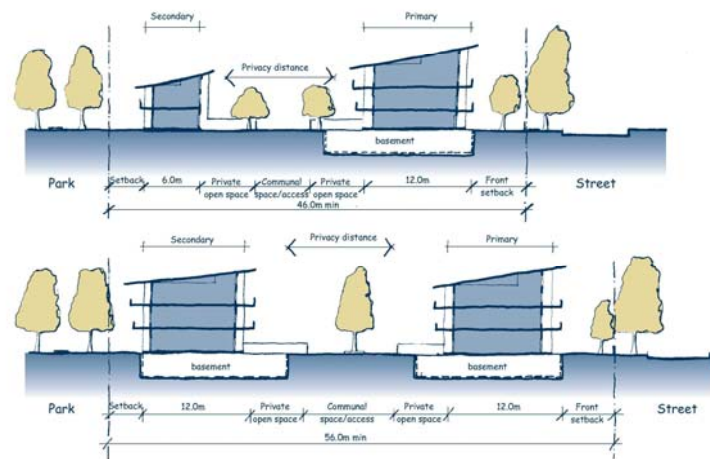 Secondary Primary
Privacy distance
basement
Park Setback 6.0m Private open space Communal space/access Private open space 12.0m Front setback Street
46.0m min
Secondary Privacy distance Primary
basement basement
Park Setback 12.0m Private open space Communal space/access Private open space 12.0m Front setback Street
56.0m min